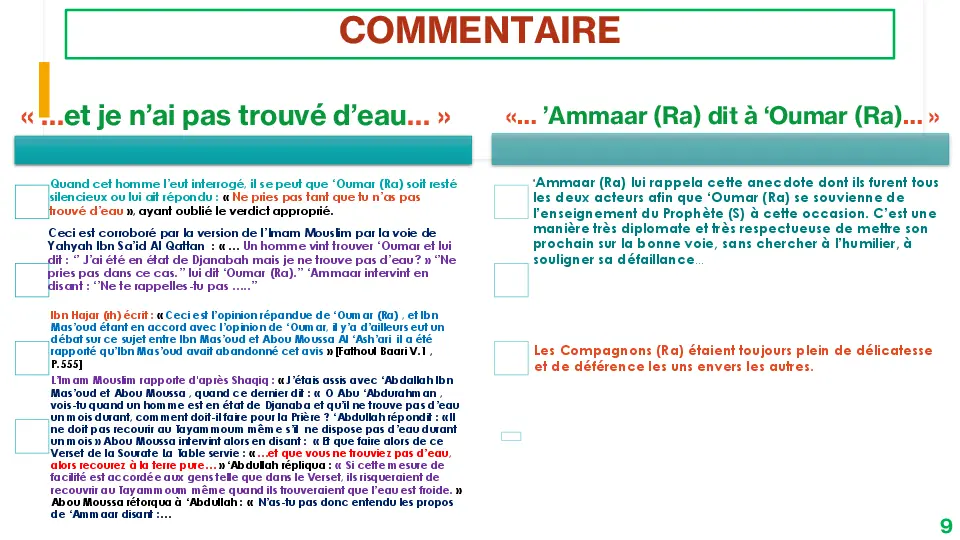 COMMENTAIRE
« ...et je n’ai pas trouvé d’eau... »
Quand cet homme l’eut interrogé, il se peut que ‘Oumar (Ra) soit resté
silencieux ou lui ait répondu : « Ne pries pas tant que tu n’as pas
trouvé d’eau », ayant oublié le verdict approprié.
Ceci est corroboré par la version de l’Imam Mouslim par la voie de
Yahyah Ibn Sa’id Al Qattan : « ... Un homme vint trouver ‘Oumar et lui
dit : ‘’ J’ai été en état de Djanabah mais je ne trouve pas d’eau? » ‘’Ne
pries pas dans ce cas.’’ lui dit ‘Oumar (Ra).’’ ‘Ammaar intervint en
disant : ‘’Ne te rappelles-tu pas .....’’
Ibn Hajar (rh) écrit : « Ceci est l’opinion répandue de ‘Oumar (Ra) , et Ibn
Mas’oud étant en accord avec l’opinion de ‘Oumar, il y’a d’ailleurs eut un
débat sur ce sujet entre Ibn Mas’oud et Abou Moussa Al ‘Ash’ari il a été
rapporté qu’Ibn Mas’oud avait abandonné cet avis » [Fathoul Baari V.1 ,
P.555]
L’Imam Mouslim rapporte d'après Shaqiq : « J’étais assis avec ‘Abdallah Ibn
Mas’oud et Abou Moussa , quand ce dernier dit : « O Abu ‘Abdurahman ,
vois-tu quand un homme est en état de Djanaba et qu’il ne trouve pas d’eau
un mois durant, comment doit-il faire pour la Prière ? ‘Abdullah répondit : «Il
ne doit pas recourir au Tayammoum même s’il ne dispose pas d’eau durant
un mois » Abou Moussa intervint alors en disant : « Et que faire alors de ce
Verset de la Sourate La Table servie : « ...et que vous ne trouviez pas d’eau,
alors recourez à la terre pure... » ‘Abdullah répliqua : « Si cette mesure de
facilité est accordée aux gens telle que dans le Verset, ils risqueraient de
recouvrir au Tayammoum même quand ils trouveraient que l’eau est froide. »
Abou Moussa rétorqua à ‘Abdullah : « N’as-tu pas donc entendu les propos
de ‘Ammaar disant :...
«... ’Ammaar (Ra) dit à ‘Oumar (Ra)... »
‘Ammaar (Ra) lui rappela cette anecdote dont ils furent tous
les deux acteurs afin que ‘Oumar (Ra) se souvienne de
l’enseignement du Prophète (S) à cette occasion. C’est une
manière très diplomate et très respectueuse de mettre son
prochain sur la bonne voie, sans chercher à l’humilier, à
souligner sa défaillance...
Les Compagnons (Ra) étaient toujours plein de délicatesse
et de déférence les uns envers les autres.
9